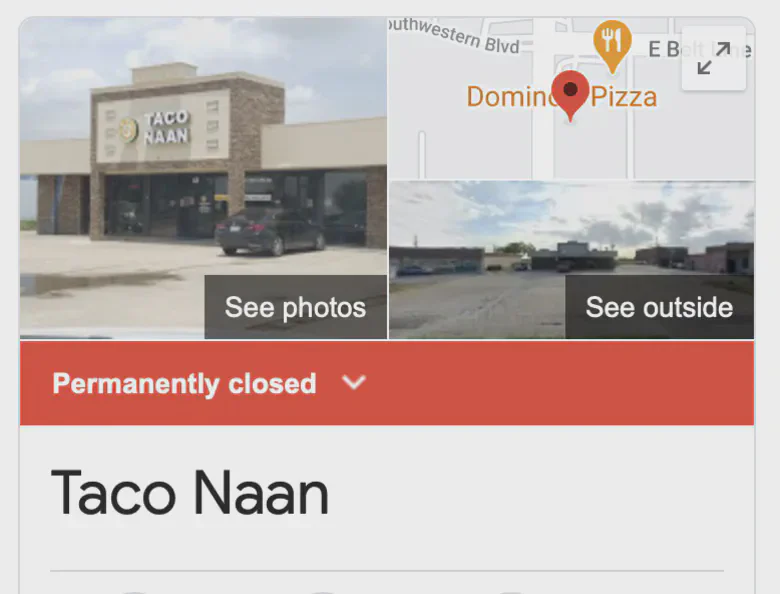 TACO
NAAN
outhwestern Blvd
E Belt Line
Domino Pizza
See photos
See outside
Permanently closed
Taco Naan